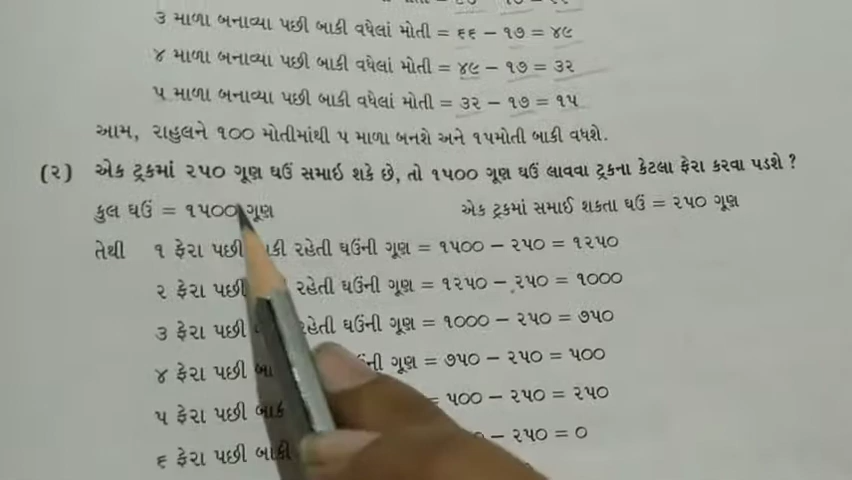 ૩ માળા બનાવ્યા પછી બાકી વધેલાં મોતી = ૬૬ – ૧૭ = ૪૯
૪ માળા બનાવ્યા પછી બાકી વધેલાં મોતી = ૪૯ – ૧૭ = ૩૨
૫ માળા બનાવ્યા પછી બાકી વધેલાં મોતી = ૩૨ – ૧૭ = ૧૫
આમ, રાહુલને ૧૦૦ મોતીમાંથી ૫ માળા બનશે અને ૧૫મોતી બાકી વધશે.
(૨) એક ટ્રકમાં ૨૫૦ ગૂણ ઘઉં સમાઈ શકે છે, તો ૧૫૦૦ ગૂણ ઘઉં લાવવા ટ્રકના કેટલા ફેરા કરવા પડશે ?
કુલ ઘઉં = ૧૫૦૦ ગૂણ એક ટ્રકમાં સમાઈ શકતા ઘઉં = ૨૫૦ ગૂણ
તેથી ૧ ફેરા પછી બાકી રહેતી ઘઉંની ગૂણ = ૧૫૦૦ – ૨૫૦ = ૧૨૫૦
૨ ફેરા પછી રહેતી ઘઉંની ગૂણ = ૧૨૫૦ – ૨૫૦ = ૧૦૦૦
૩ ફેરા પછી રહેતી ઘઉંની ગૂણ = ૧૦૦૦ – ૨૫૦ = ૭૫૦
૪ ફેરા પછી ગૂણ = ૭૫૦ – ૨૫૦ = ૫૦૦
૫ ફેરા પછી બાકી = ૫૦૦ – ૨૫૦ = ૨૫૦
૬ ફેરા પછી બાકી – ૨૫૦ = ૦